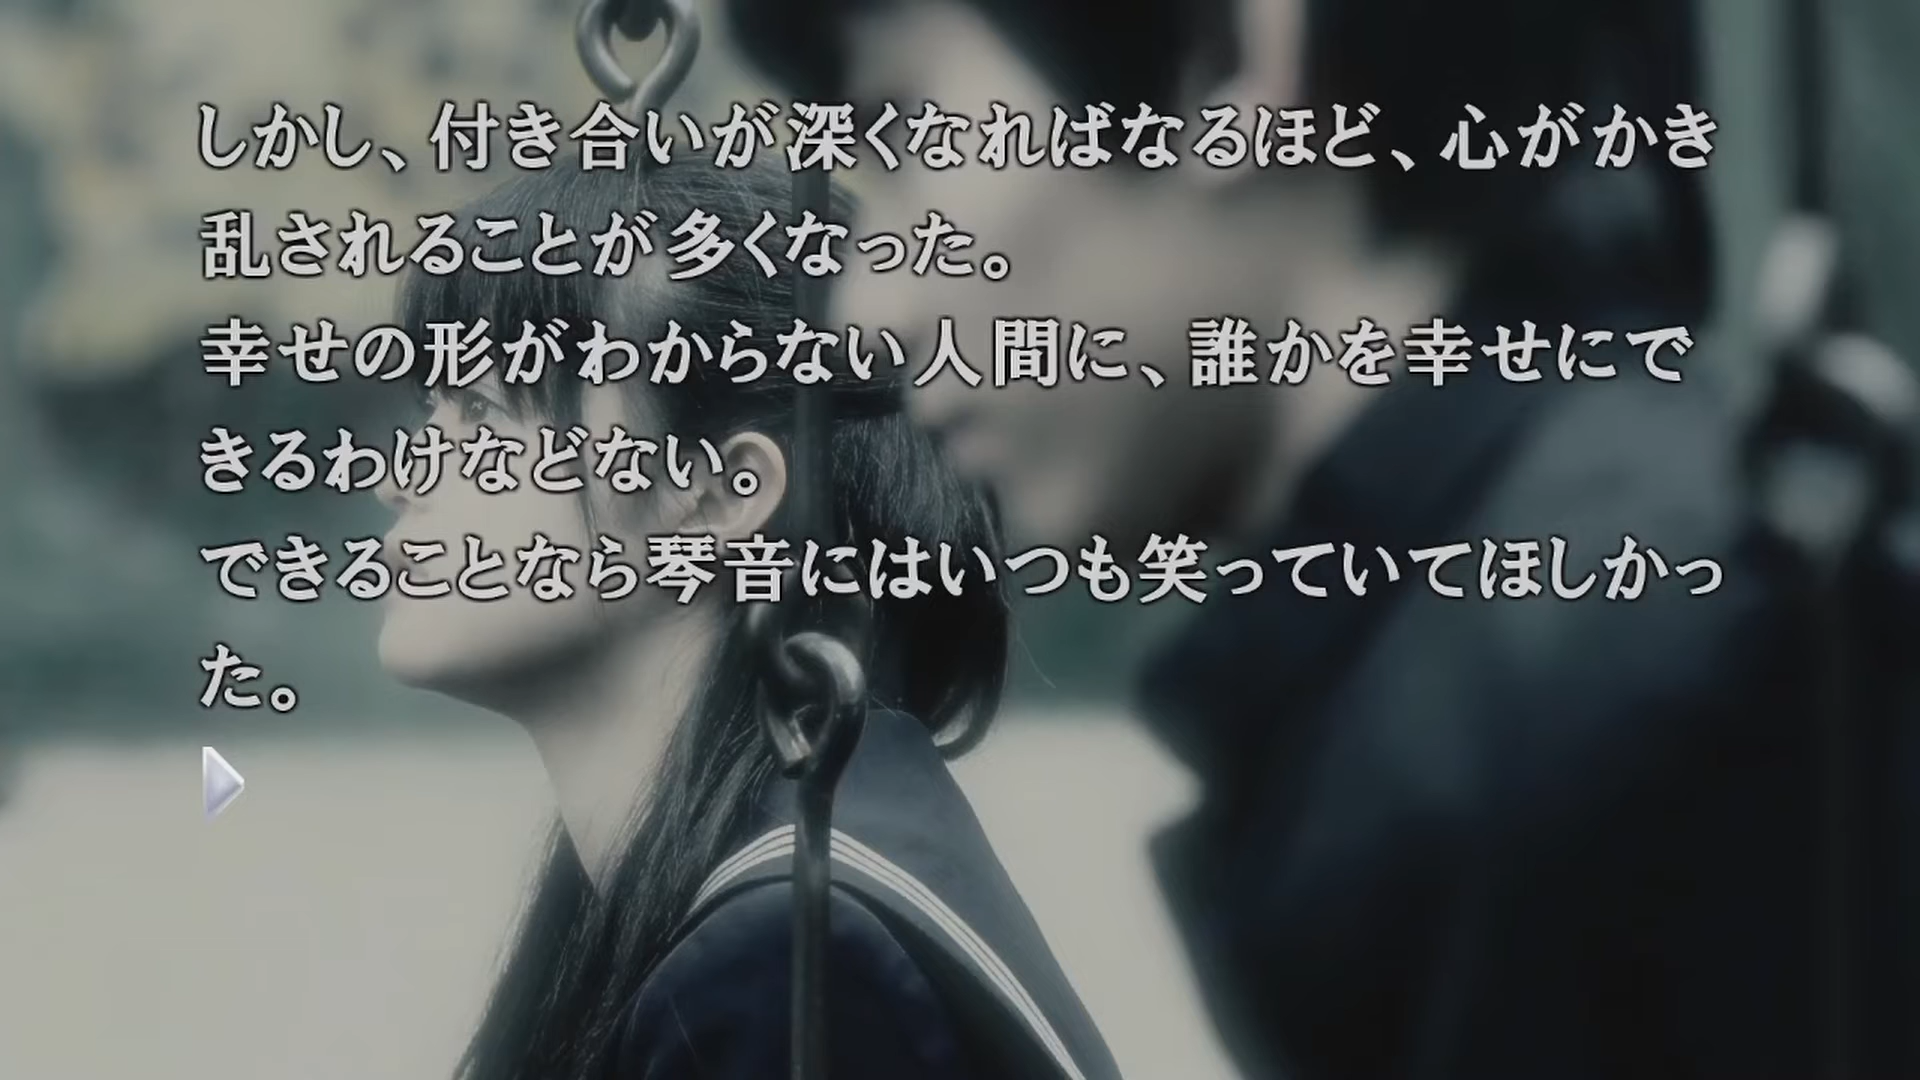 しかし、付き合いが深くなればなるほど、心がかき
乱されることが多くなった。
幸せの形がわからない人間に、誰かを幸せにで
きるわけなどない。
できることなら琴音にはいつも笑っていてほしかっ
た。